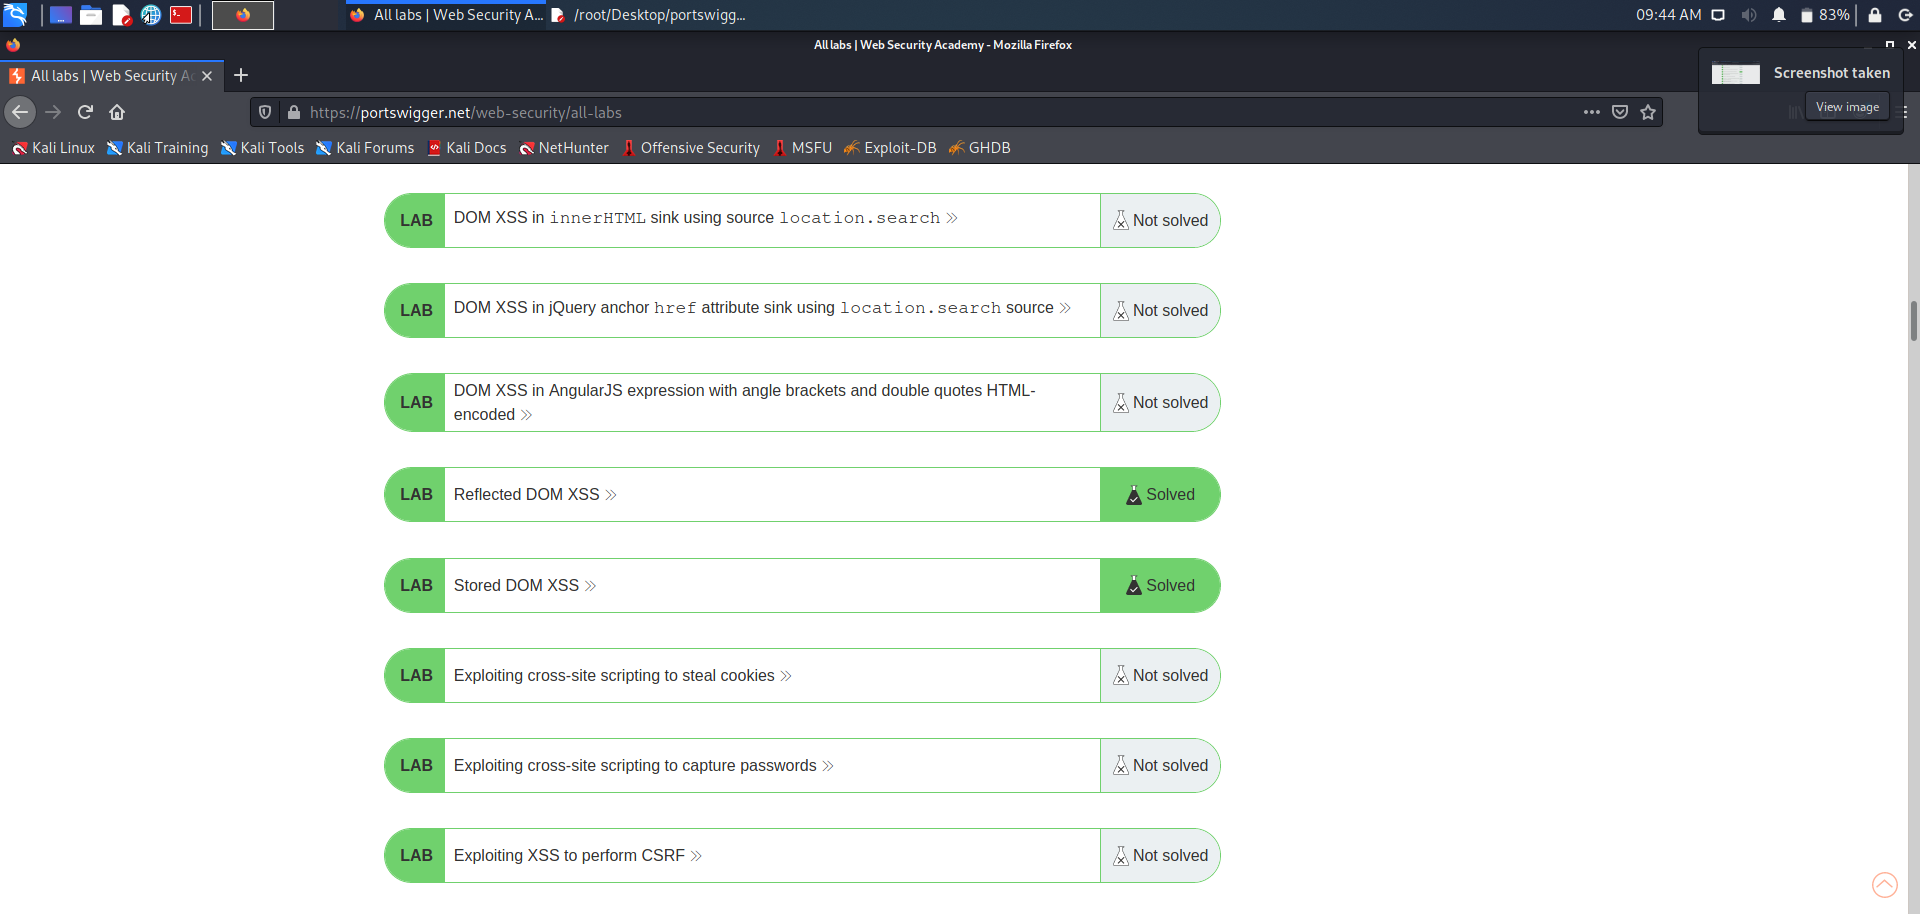 All labs | Web Security A...
/root/Desktop/portswigg...
09:44 AM
83%
All labs | Web Security Academy - Mozilla Firefox
All labs | Web Security Ac
Screenshot taken
View image
https://portswigger.net/web-security/all-labs
Kali Linux Kali Training Kali Tools Kali Forums Kali Docs NetHunter Offensive Security MSFU Exploit-DB GHDB
LAB DOM XSS in innerHTML sink using source location.search Not solved
LAB DOM XSS in jQuery anchor href attribute sink using location.search source Not solved
LAB DOM XSS in AngularJS expression with angle brackets and double quotes HTML-
encoded Not solved
LAB Reflected DOM XSS Solved
LAB Stored DOM XSS Solved
LAB Exploiting cross-site scripting to steal cookies Not solved
LAB Exploiting cross-site scripting to capture passwords Not solved
LAB Exploiting XSS to perform CSRF Not solved